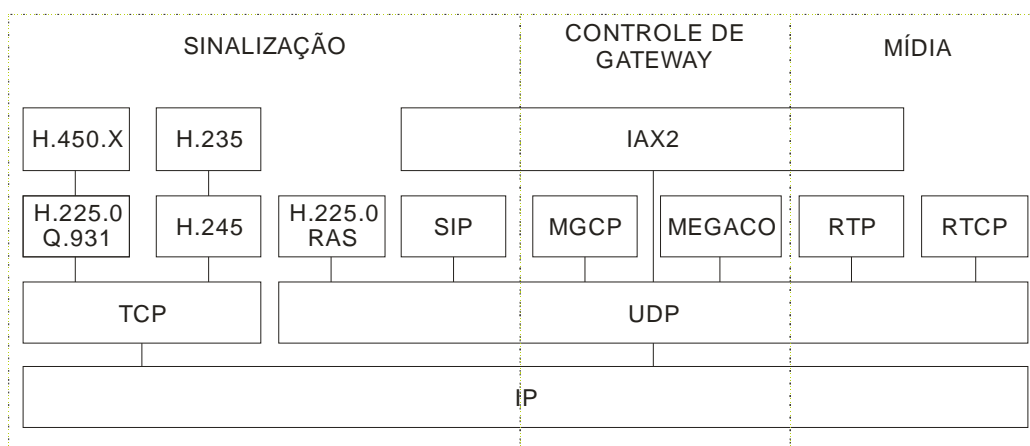 SINALIZAÇÃO
CONTROLE DE
GATEWAY
MÍDIA
H.450.X
H.235
IAX2
H.225.0
Q.931
H.245
H.225.0
RAS
SIP
MGCP
MEGACO
RTP
RTCP
TCP
UDP
IP